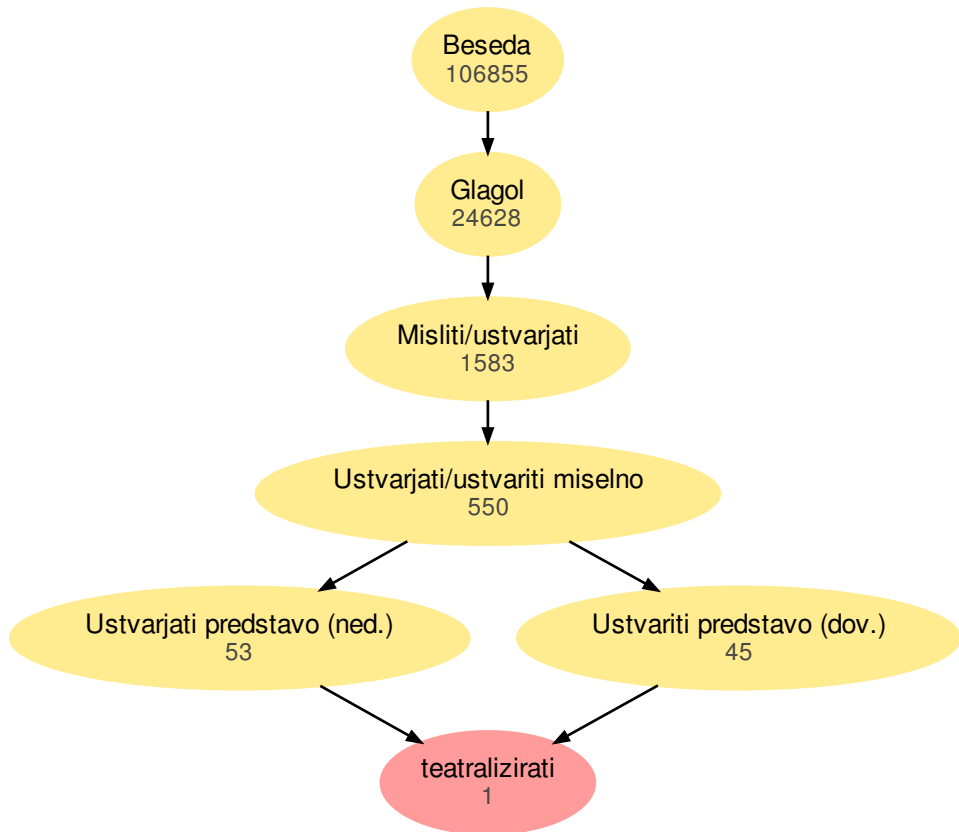 Beseda
106855
Glagol
24628
Misliti/ustvarjati
1583
Ustvarjati/ustvariti miselno
550
Ustvarjati predstavo (ned.)
53
Ustvariti predstavo (dov.)
45
teatralizirati
1